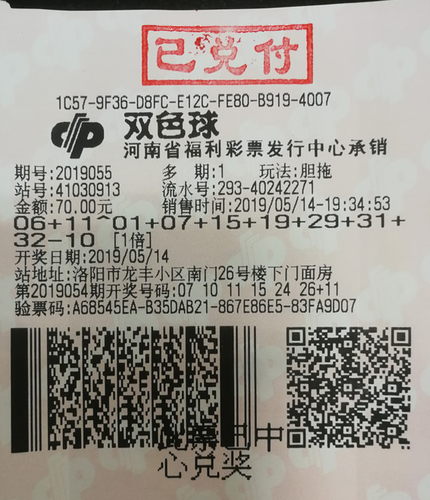 已兑付
1C57-9F36-D8FC-E12C-FE80-B919-4007
双色球
河南省福利彩票发行中心承销
期号:2019055 多 期:1 玩法:胆拖
站号:41030913 流水号:293-40242271
金额:70.00元 销售时间:2019/05/14-19:34:53
06+11~01+07+15+19+29+31+
32-10 [1倍]
开奖日期:2019/05/14
站地址:洛阳市龙丰小区南门26号楼下门面房
第2019054期开奖号码:07 10 11 15 24 26+11
验票码:A68545EA-B35DAB21-867E86E5-83FA9D07
此票已中
心兑奖